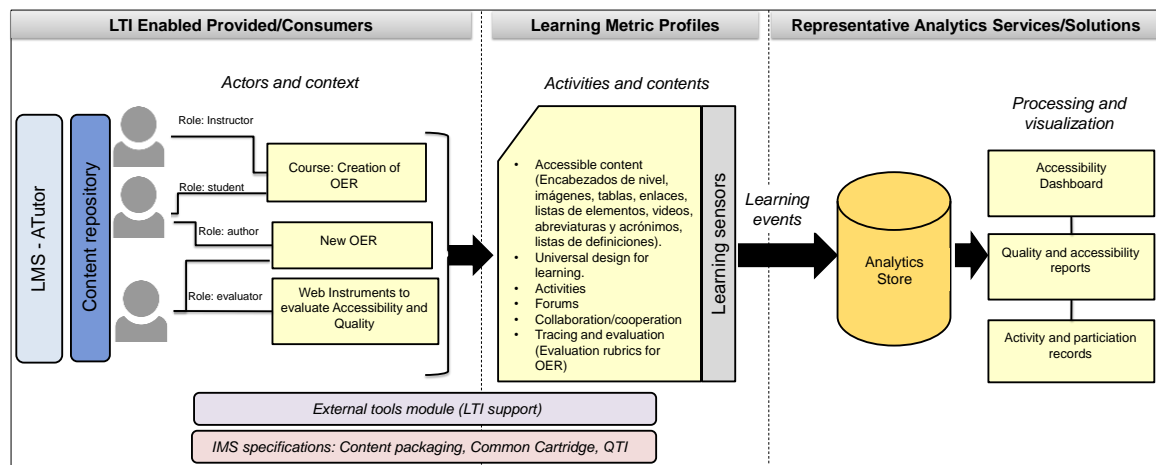 LTI Enabled Provided/Consumers
Learning Metric Profiles
Representative Analytics Services/Solutions
LMS - ATutor
Content repository
Actors and context
Role: Instructor
Course: Creation of
OER
Role: student
Role: author
New OER
Role: evaluator
Web Instruments to
evaluate Accessibility and
Quality
Activities and contents
• Accessible content
(Encabezados de nivel,
imágenes, tablas, enlaces,
listas de elementos, videos,
abreviaturas y acrónimos,
listas de definiciones).
• Universal design for
learning.
• Activities
• Forums
• Collaboration/cooperation
• Tracing and evaluation
(Evaluation rubrics for
OER)
Learning sensors
Learning
events
Analytics
Store
Processing and
visualization
Accessibility
Dashboard
Quality and accessibility
reports
Activity and particiation
records
External tools module (LTI support)
IMS specifications: Content packaging, Common Cartridge, QTI